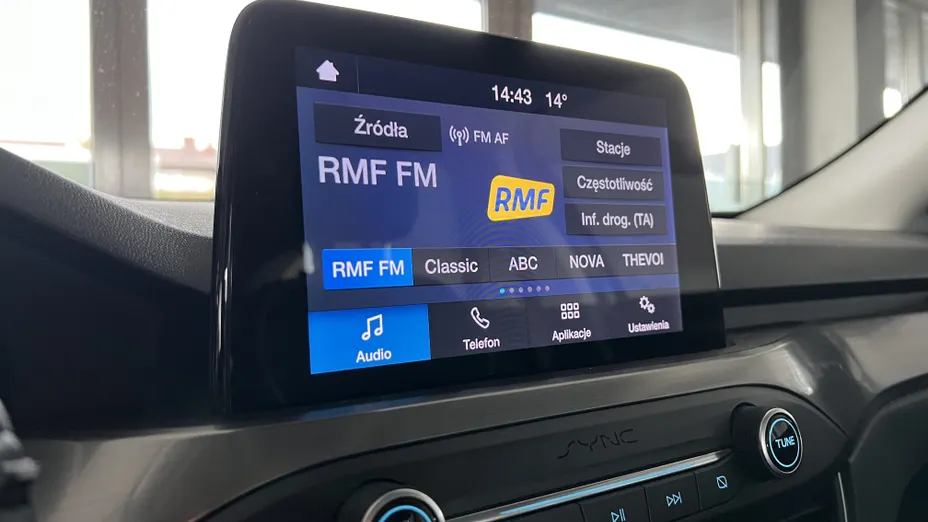 14:43 14°
Źródła
FM AF
Stacje
RMF FM
RMF
Częstotliwość
Inf. drog. (TA)
RMF FM Classic ABC NOVA THEVOI
Audio Telefon Aplikacje Ustawienia
SYNC
TUNE